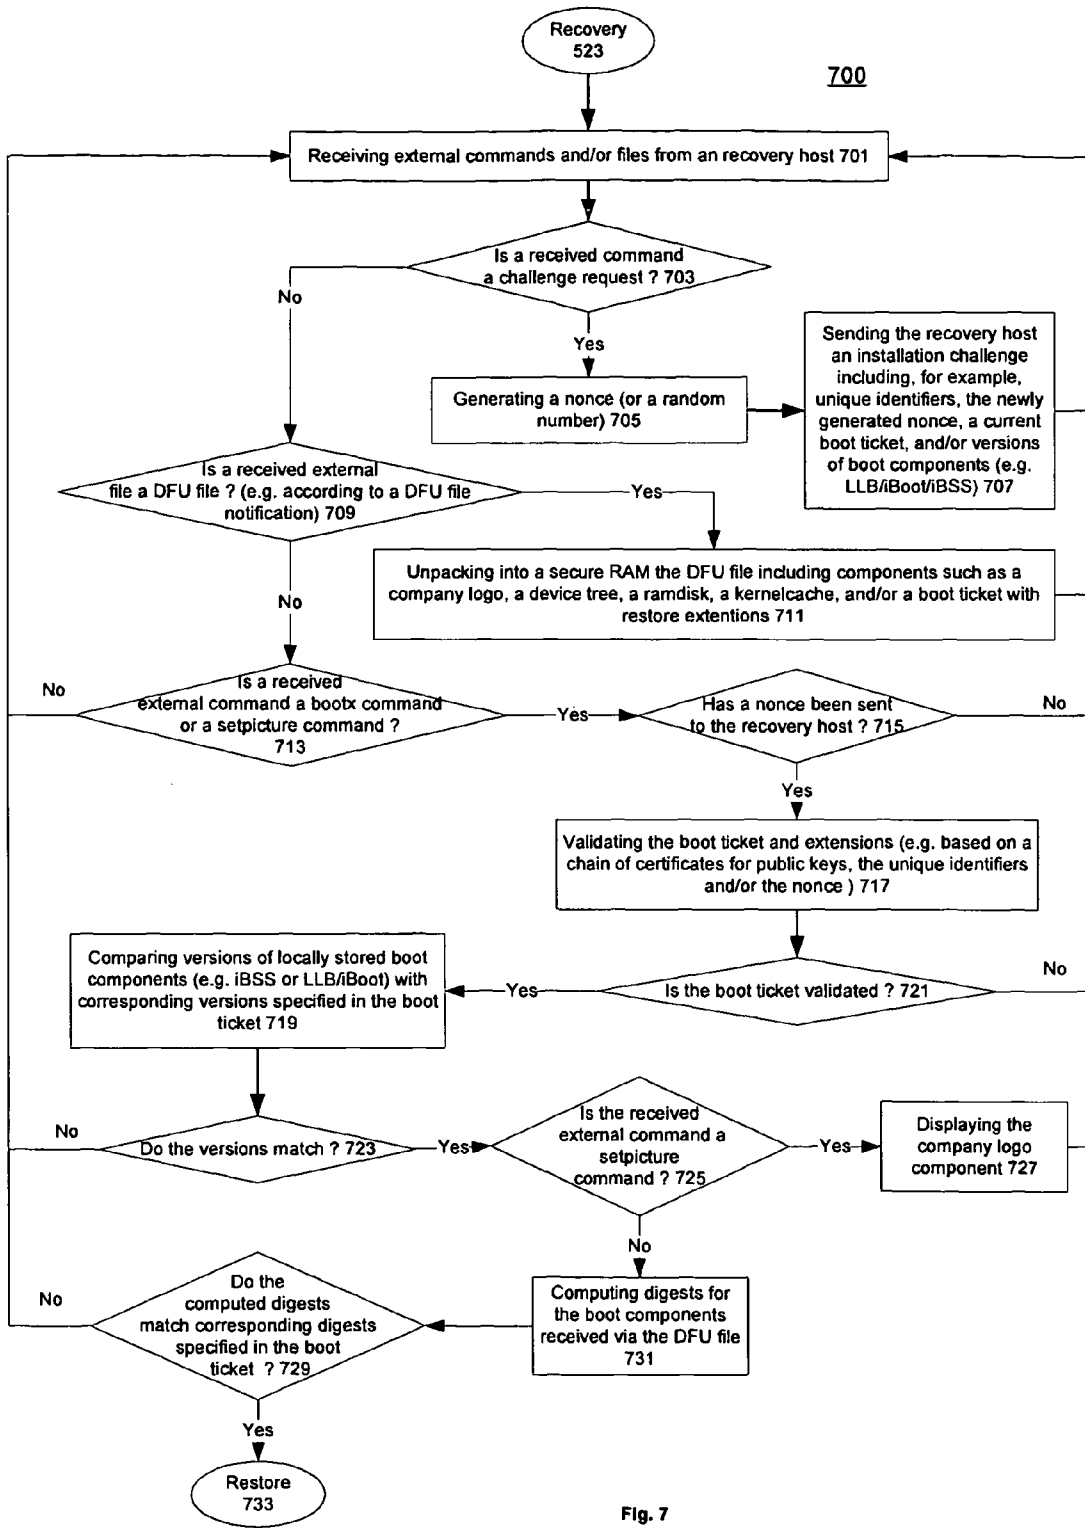 Recovery
523
700
Receiving external commands and/or files from an recovery host 701
Is a received command
a challenge request ? 703
No
Yes
Generating a nonce (or a random
number) 705
Sending the recovery host
an installation challenge
including, for example,
unique identifiers, the newly
generated nonce, a current
boot ticket, and/or versions
of boot components (e.g.
LLB/iBoot/iBSS) 707
Is a received external
file a DFU file ? (e.g. according to a DFU file
notification) 709
Yes
No
Unpacking into a secure RAM the DFU file including components such as a
company logo, a device tree, a ramdisk, a kernelcache, and/or a boot ticket with
restore extentions 711
No
Is a received
external command a bootx command
or a setpicture command ?
713
Yes
Has a nonce been sent
to the recovery host ? 715
No
Yes
Validating the boot ticket and extensions (e.g. based on a
chain of certificates for public keys, the unique identifiers
and/or the nonce ) 717
Comparing versions of locally stored boot
components (e.g. iBSS or LLB/iBoot) with
corresponding versions specified in the boot
ticket 719
Yes
Is the boot ticket validated ? 721
No
No
Do the versions match ? 723
Yes
Is the received
external command a
setpicture
command ? 725
Yes
Displaying the
company logo
component 727
No
No
Do the
computed digests
match corresponding digests
specified in the boot
ticket ? 729
Computing digests for
the boot components
received via the DFU file
731
Yes
Restore
733
Fig. 7